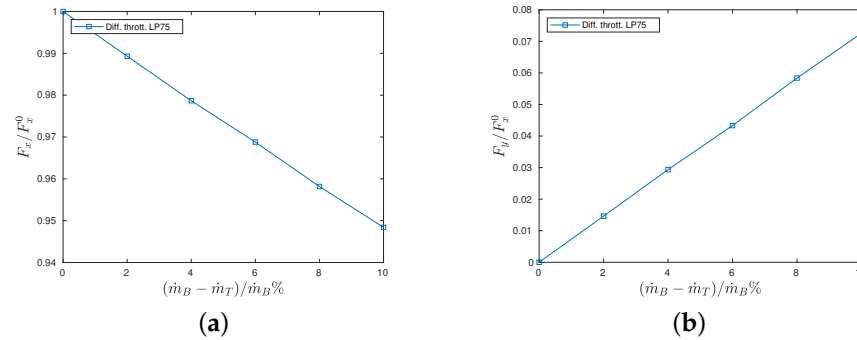 1
0.99
0.98
0.97
0.96
0.95
0.94
F_x/F_x^0
Diff. thrott. LP75
0 2 4 6 8 10
(ṁ_B − ṁ_T)/ṁ_B%
(a)
0.08
0.07
0.06
0.05
0.04
0.03
0.02
0.01
0
F_y/F_x^0
Diff. thrott. LP75
0 2 4 6 8
(ṁ_B − ṁ_T)/ṁ_B%
(b)